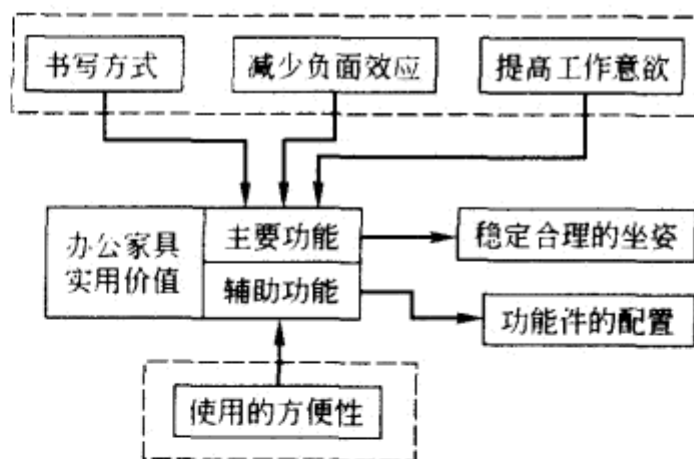 书写方式
减少负面效应
提高工作意欲
办公家具
实用价值
主要功能
辅助功能
稳定合理的坐姿
功能件的配置
使用的方便性